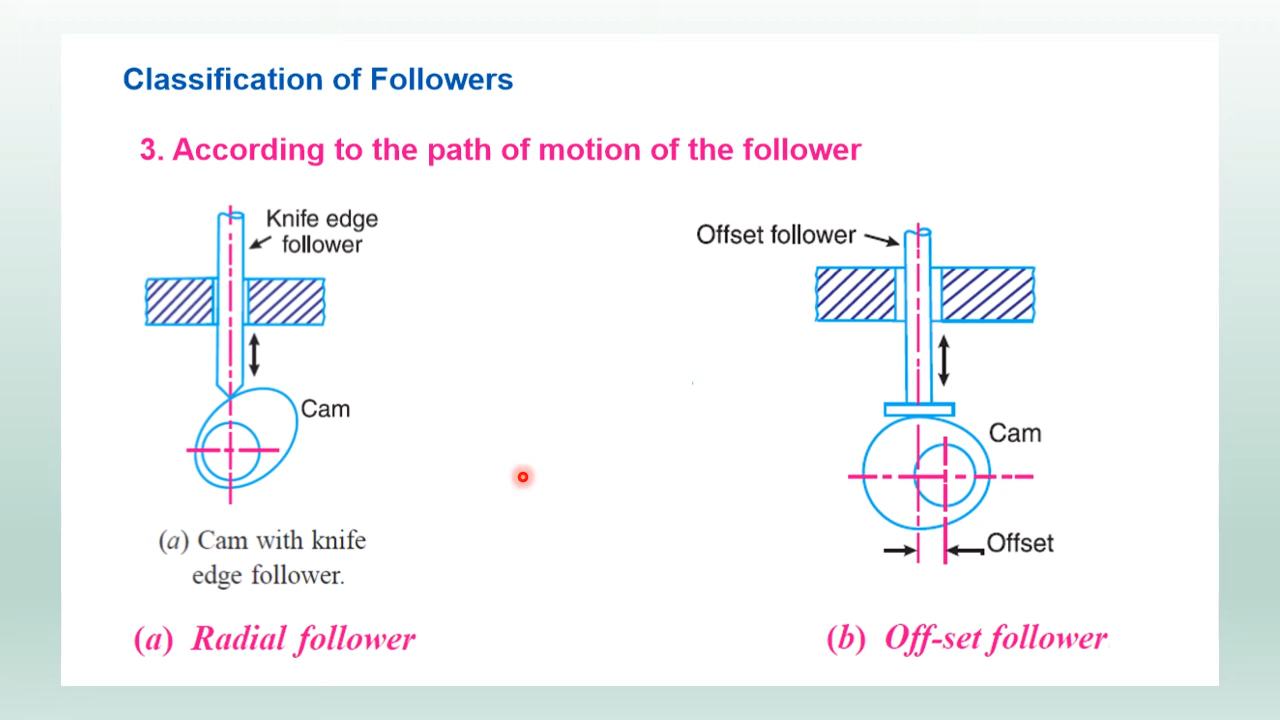 Classification of Followers
3. According to the path of motion of the follower
Knife edge
follower
Cam
(a) Cam with knife
edge follower.
(a) Radial follower
Offset follower
Cam
Offset
(b) Off-set follower